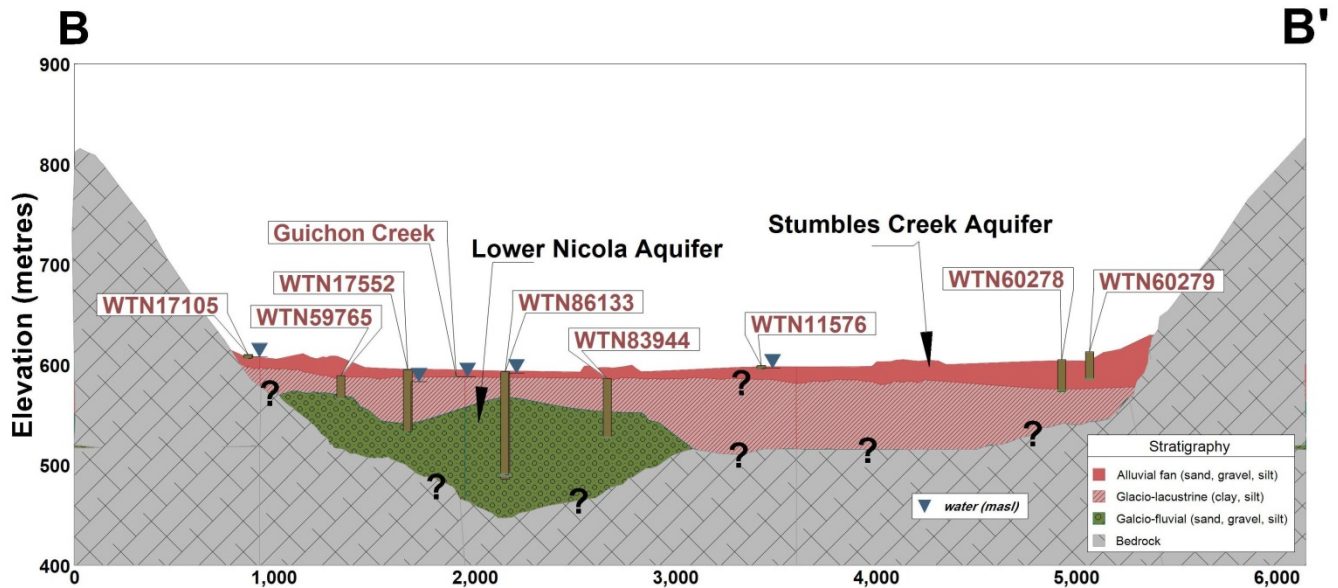 B
B'
900
800
700
600
500
400
Elevation (metres)
Stumbles Creek Aquifer
Guichon Creek
Lower Nicola Aquifer
WTN17552
WTN60278
WTN60279
WTN17105
WTN86133
WTN59765
WTN11576
WTN83944
?
?
?
?
?
?
?
?
water (masl)
Stratigraphy
Alluvial fan (sand, gravel, silt)
Glacio-lacustrine (clay, silt)
Galcio-fluvial (sand, gravel, silt)
Bedrock
0
1,000
2,000
3,000
4,000
5,000
6,000